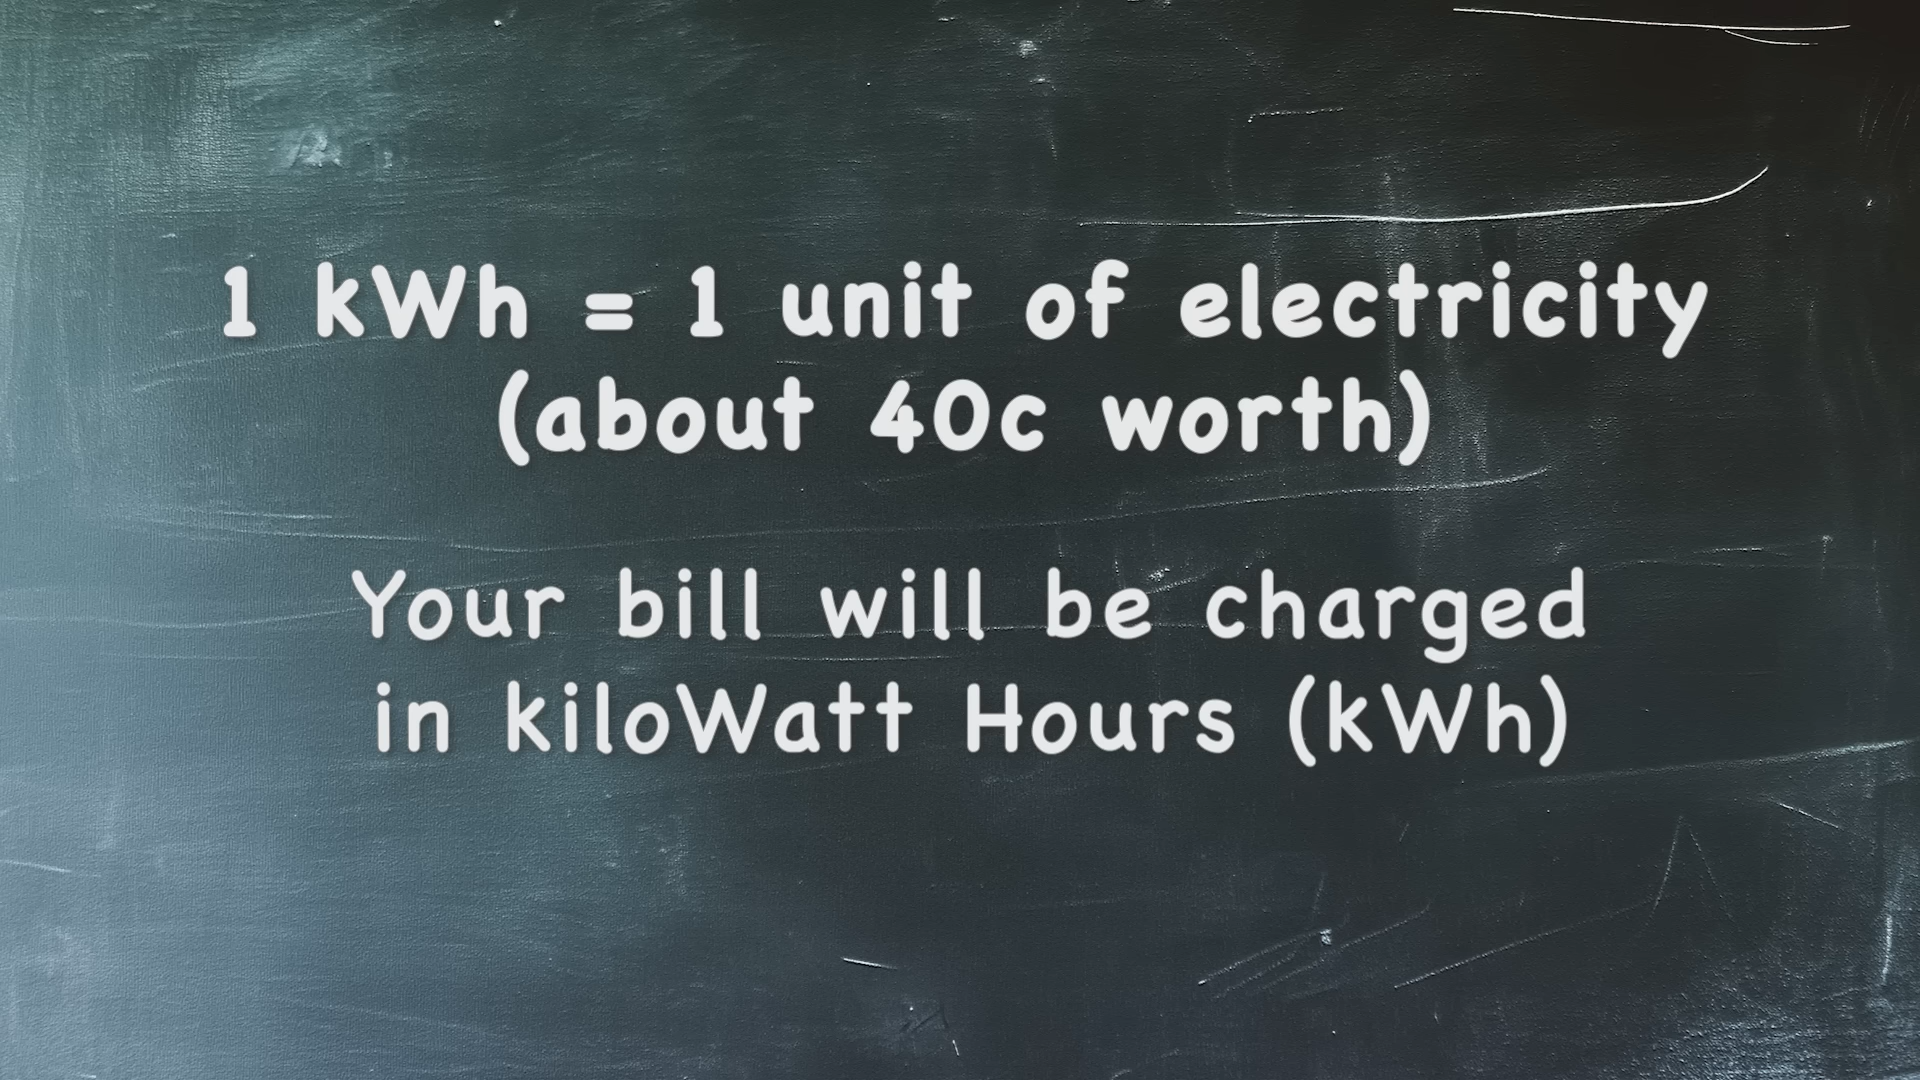 1 kWh = 1 unit of electricity
(about 40c worth)
Your bill will be charged
in kiloWatt Hours (kWh)